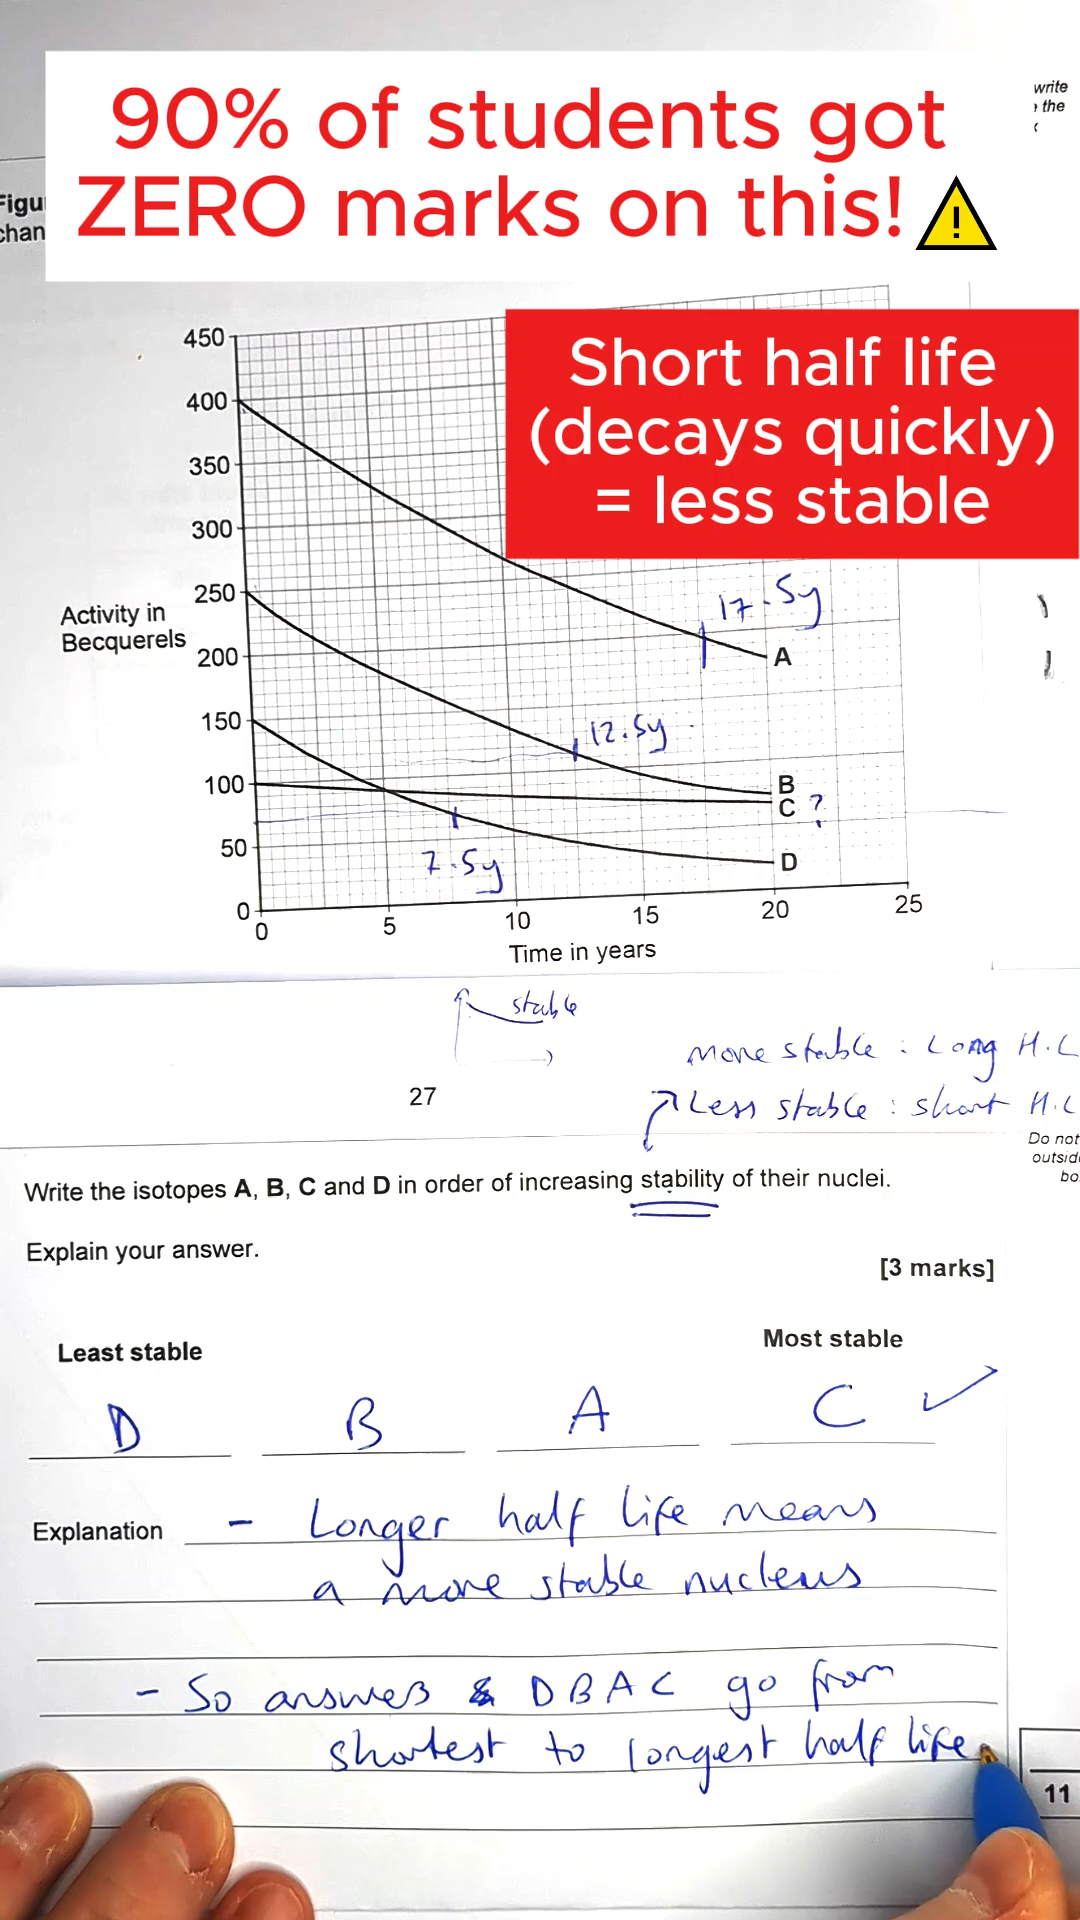 90% of students got
ZERO marks on this!
write
the
Figu
chan
Short half life
(decays quickly)
= less stable
450
400
350
300
250
200
150
100
50
0
Activity in
Becquerels
17.5y
A
12.5y
B
C ?
7.5y
D
0
5
10
15
20
25
Time in years
stable
more stable : Long H.L
Less stable : short H.L
27
Do not
outside
bo
Write the isotopes A, B, C and D in order of increasing stability of their nuclei.
Explain your answer.
[3 marks]
Least stable
Most stable
D B A C
Explanation - Longer half life means
a more stable nucleus
- So answers DBAC go from
shortest to longest half life
11